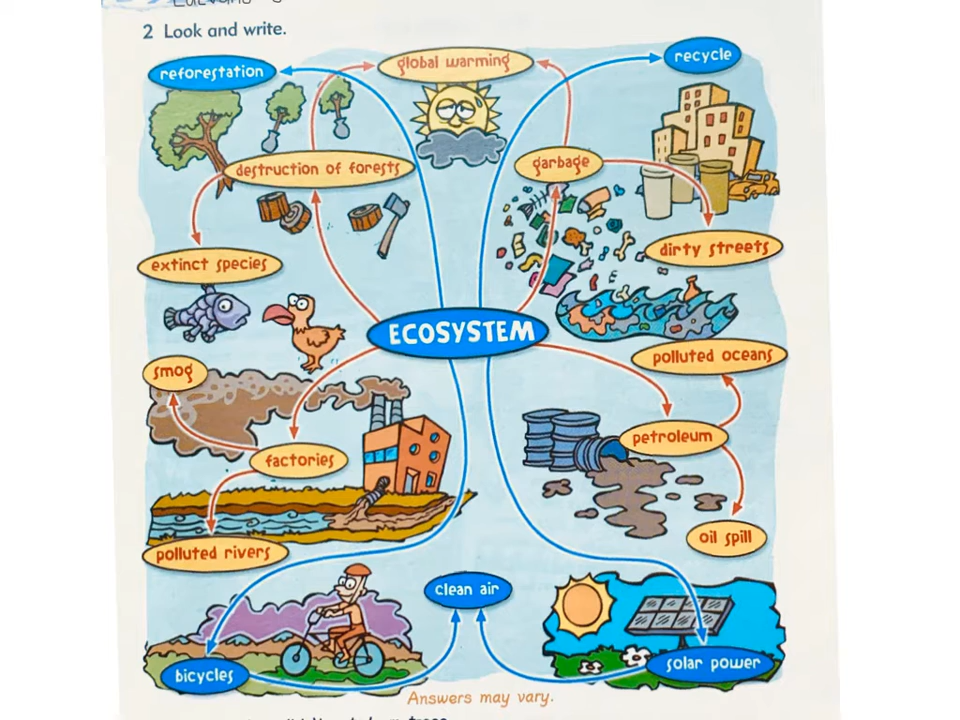 2 Look and write.
reforestation
global warming
recycle
destruction of forests
garbage
extinct species
dirty streets
ECOSYSTEM
smog
polluted oceans
factories
petroleum
polluted rivers
oil spill
clean air
bicycles
solar power
Answers may vary.